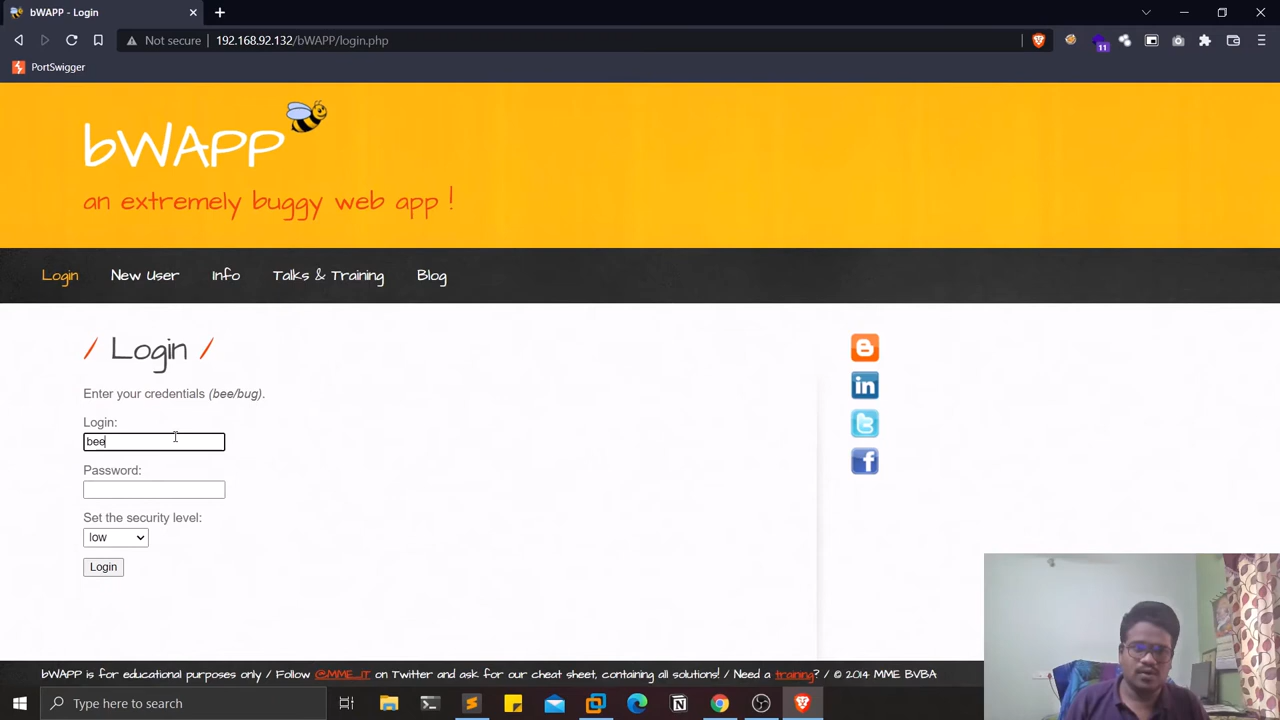 bWAPP - Login
Not secure
192.168.92.132/bWAPP/login.php
11
PortSwigger
bWAPP
an extremely buggy web app !
Login
New User
Info
Talks & Training
Blog
/ Login /
Enter your credentials (bee/bug).
Login:
bee
Password:
Set the security level:
low
Login
bWAPP is for educational purposes only / Follow @MME_IT on Twitter and ask for our cheat sheet, containing all solutions! / Need a training? / © 2014 MME BVBA
Type here to search